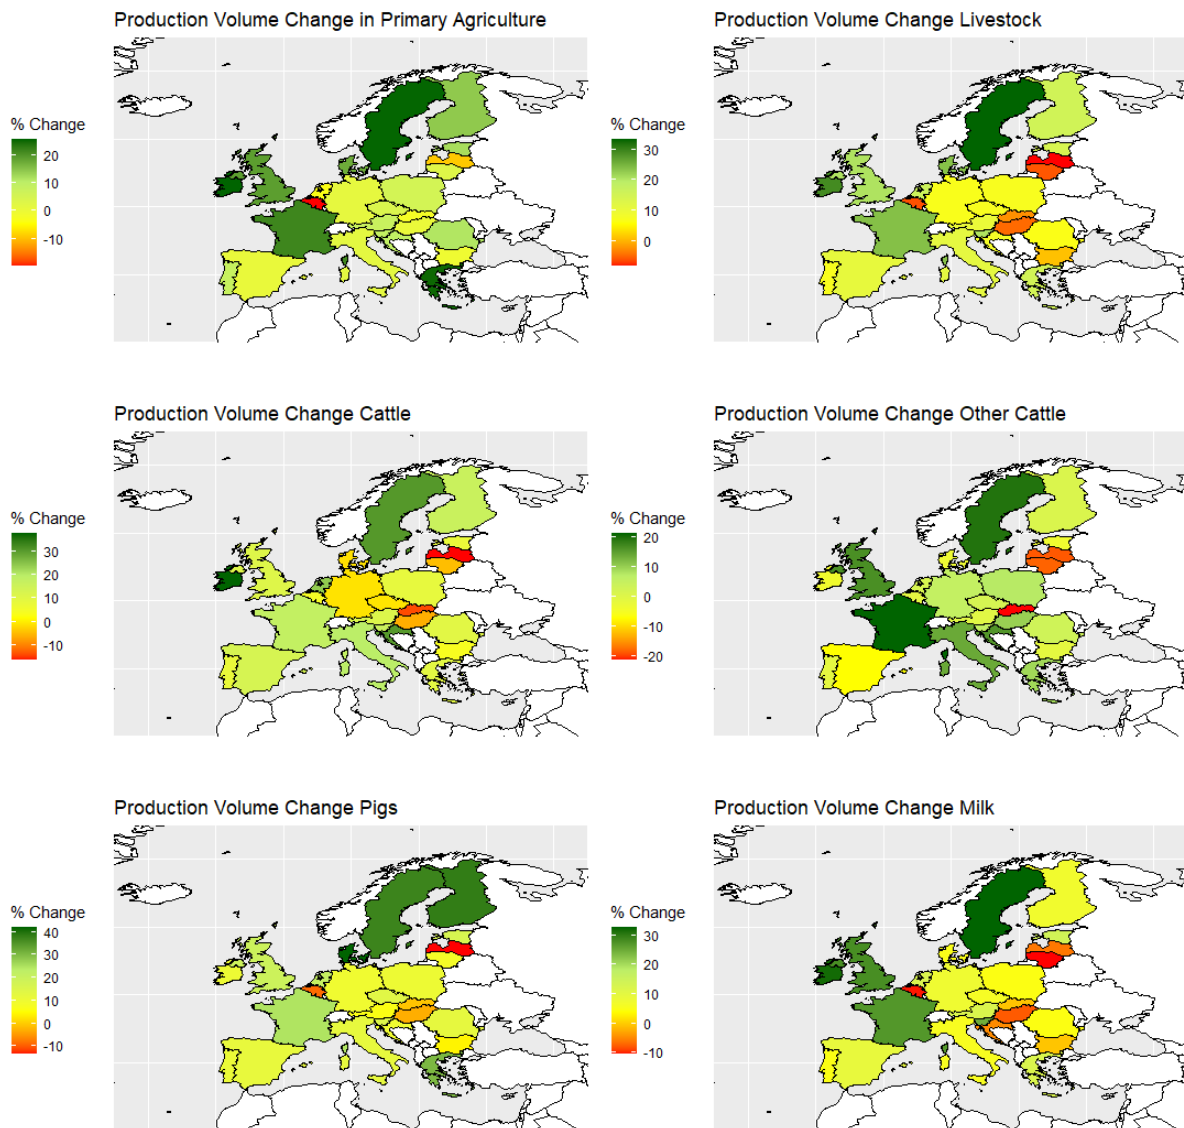 Production Volume Change in Primary Agriculture
% Change
20
10
0
-10
Production Volume Change Livestock
% Change
30
20
10
0
Production Volume Change Cattle
% Change
30
20
10
0
-10
Production Volume Change Other Cattle
% Change
20
10
0
-10
-20
Production Volume Change Pigs
% Change
40
30
20
10
0
-10
Production Volume Change Milk
% Change
30
20
10
0
-10